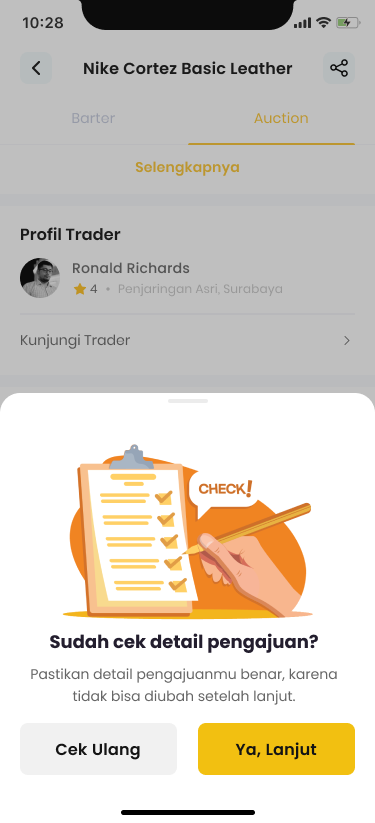 10:28
Nike Cortez Basic Leather
Barter
Auction
Selengkapnya
Profil Trader
Ronald Richards
4 • Penjaringan Asri, Surabaya
Kunjungi Trader
CHECK!
Sudah cek detail pengajuan?
Pastikan detail pengajuanmu benar, karena
tidak bisa diubah setelah lanjut.
Cek Ulang
Ya, Lanjut